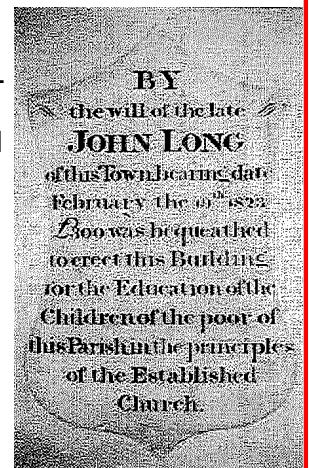 BY
the will of the late
JOHN LONG
of this Town bearing date
February the th
£300 was bequeathed
to erect this Building
for the Education of the
Children of the poor of
this Parish in the principles
of the Established
Church.